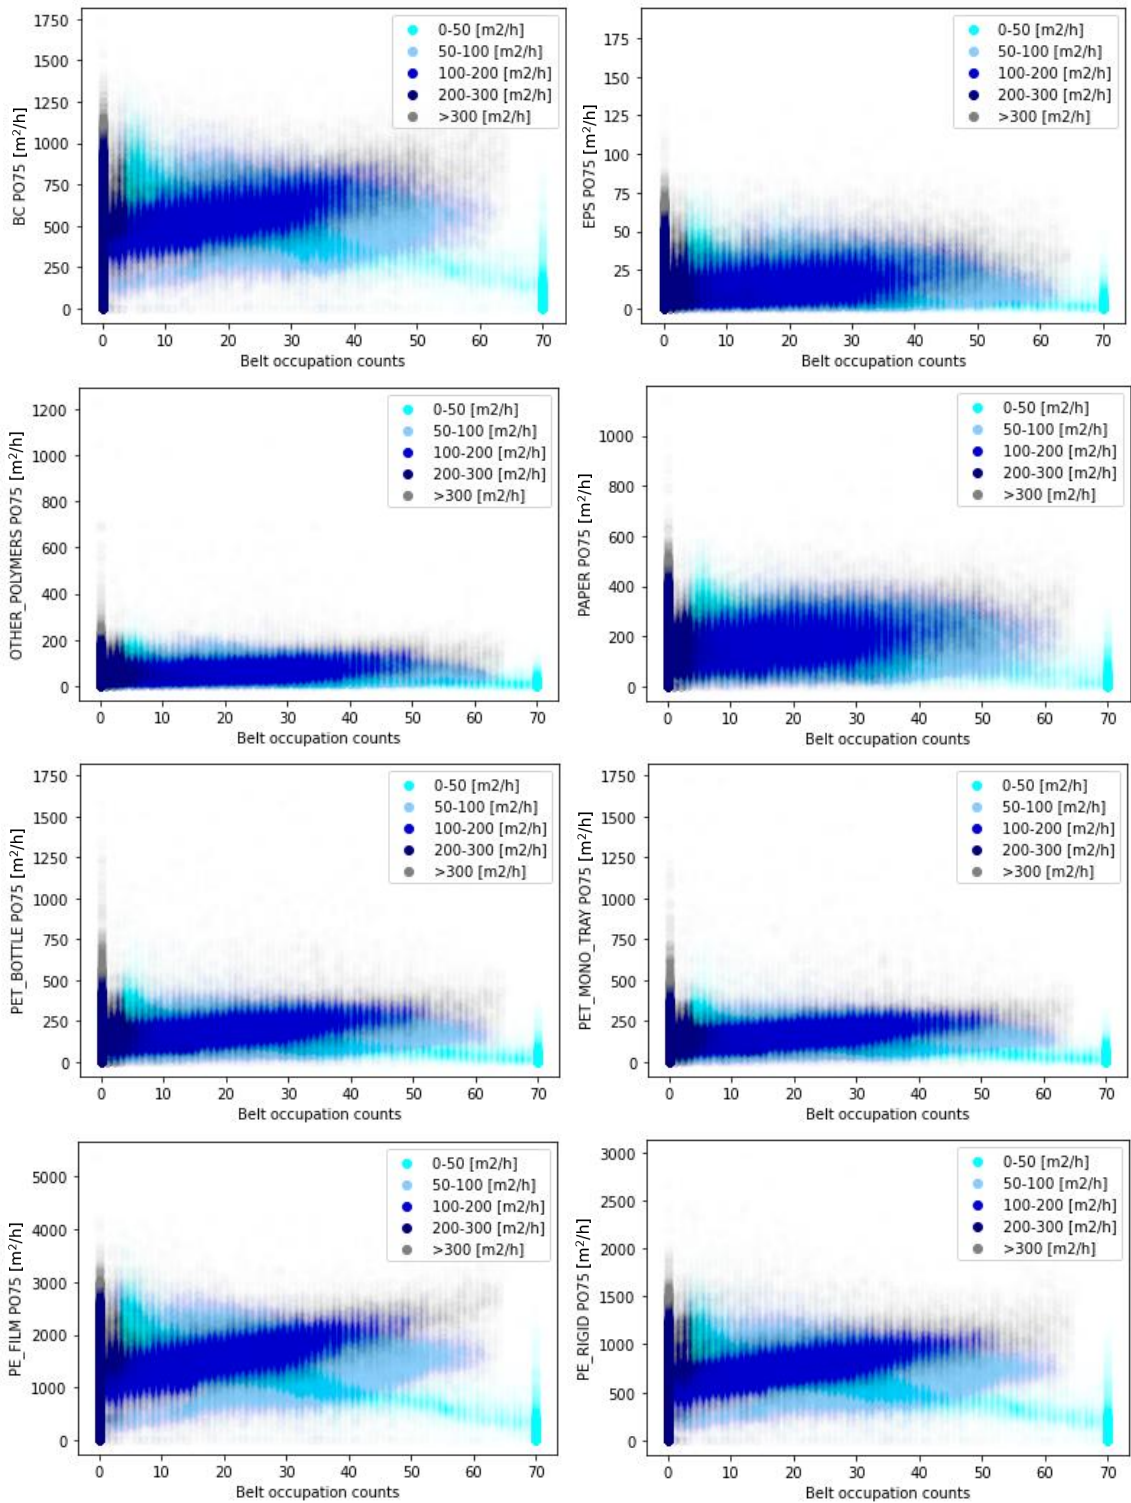 BC PO75 [m²/h]
1750
1500
1250
1000
750
500
250
0
0-50 [m2/h]
50-100 [m2/h]
100-200 [m2/h]
200-300 [m2/h]
>300 [m2/h]
0 10 20 30 40 50 60 70
Belt occupation counts
EPS PO75 [m²/h]
175
150
125
100
75
50
25
0
0-50 [m2/h]
50-100 [m2/h]
100-200 [m2/h]
200-300 [m2/h]
>300 [m2/h]
0 10 20 30 40 50 60 70
Belt occupation counts
OTHER_POLYMERS PO75 [m²/h]
1200
1000
800
600
400
200
0
0-50 [m2/h]
50-100 [m2/h]
100-200 [m2/h]
200-300 [m2/h]
>300 [m2/h]
0 10 20 30 40 50 60 70
Belt occupation counts
PAPER PO75 [m²/h]
1000
800
600
400
200
0
0-50 [m2/h]
50-100 [m2/h]
100-200 [m2/h]
200-300 [m2/h]
>300 [m2/h]
0 10 20 30 40 50 60 70
Belt occupation counts
PET_BOTTLE PO75 [m²/h]
1750
1500
1250
1000
750
500
250
0
0-50 [m2/h]
50-100 [m2/h]
100-200 [m2/h]
200-300 [m2/h]
>300 [m2/h]
0 10 20 30 40 50 60 70
Belt occupation counts
PET_MONO_TRAY PO75 [m²/h]
1750
1500
1250
1000
750
500
250
0
0-50 [m2/h]
50-100 [m2/h]
100-200 [m2/h]
200-300 [m2/h]
>300 [m2/h]
0 10 20 30 40 50 60 70
Belt occupation counts
PE_FILM PO75 [m²/h]
5000
4000
3000
2000
1000
0
0-50 [m2/h]
50-100 [m2/h]
100-200 [m2/h]
200-300 [m2/h]
>300 [m2/h]
0 10 20 30 40 50 60 70
Belt occupation counts
PE_RIGID PO75 [m²/h]
3000
2500
2000
1500
1000
500
0
0-50 [m2/h]
50-100 [m2/h]
100-200 [m2/h]
200-300 [m2/h]
>300 [m2/h]
0 10 20 30 40 50 60 70
Belt occupation counts